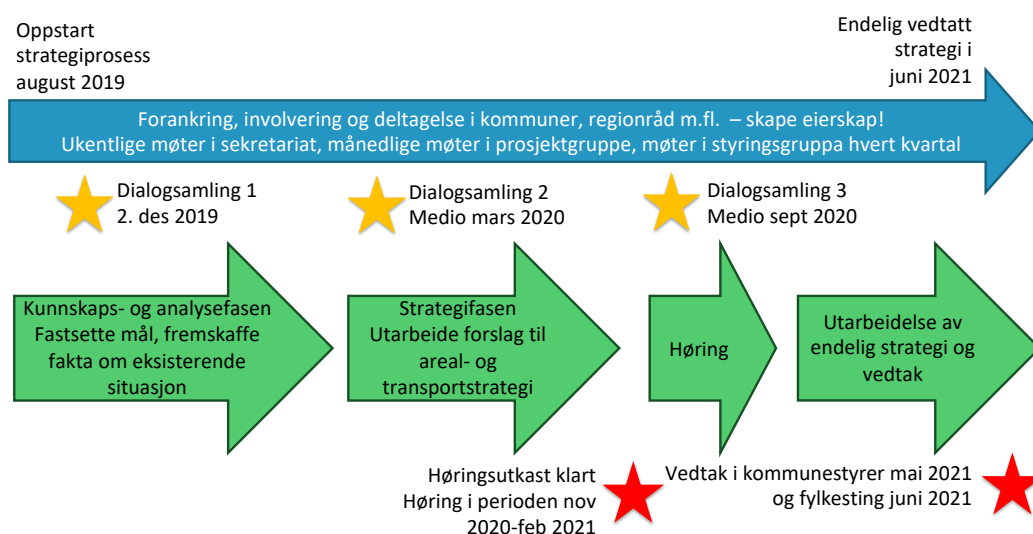 Oppstart
strategiprosess
august 2019
Endelig vedtatt
strategi i
juni 2021
Forankring, involvering og deltagelse i kommuner, regionråd m.fl. – skape eierskap!
Ukentlige møter i sekretariat, månedlige møter i prosjektgruppe, møter i styringsgruppa hvert kvartal
Dialogsamling 1
2. des 2019
Dialogsamling 2
Medio mars 2020
Dialogsamling 3
Medio sept 2020
Kunnskaps- og analysefasen
Fastsette mål, fremskaffe
fakta om eksisterende
situasjon
Strategifasen
Utarbeide forslag til
areal- og
transportstrategi
Høring
Utarbeidelse av
endelig strategi og
vedtak
Høringsutkast klart
Høring i perioden nov
2020-feb 2021
Vedtak i kommunestyrer mai 2021
og fylkesting juni 2021